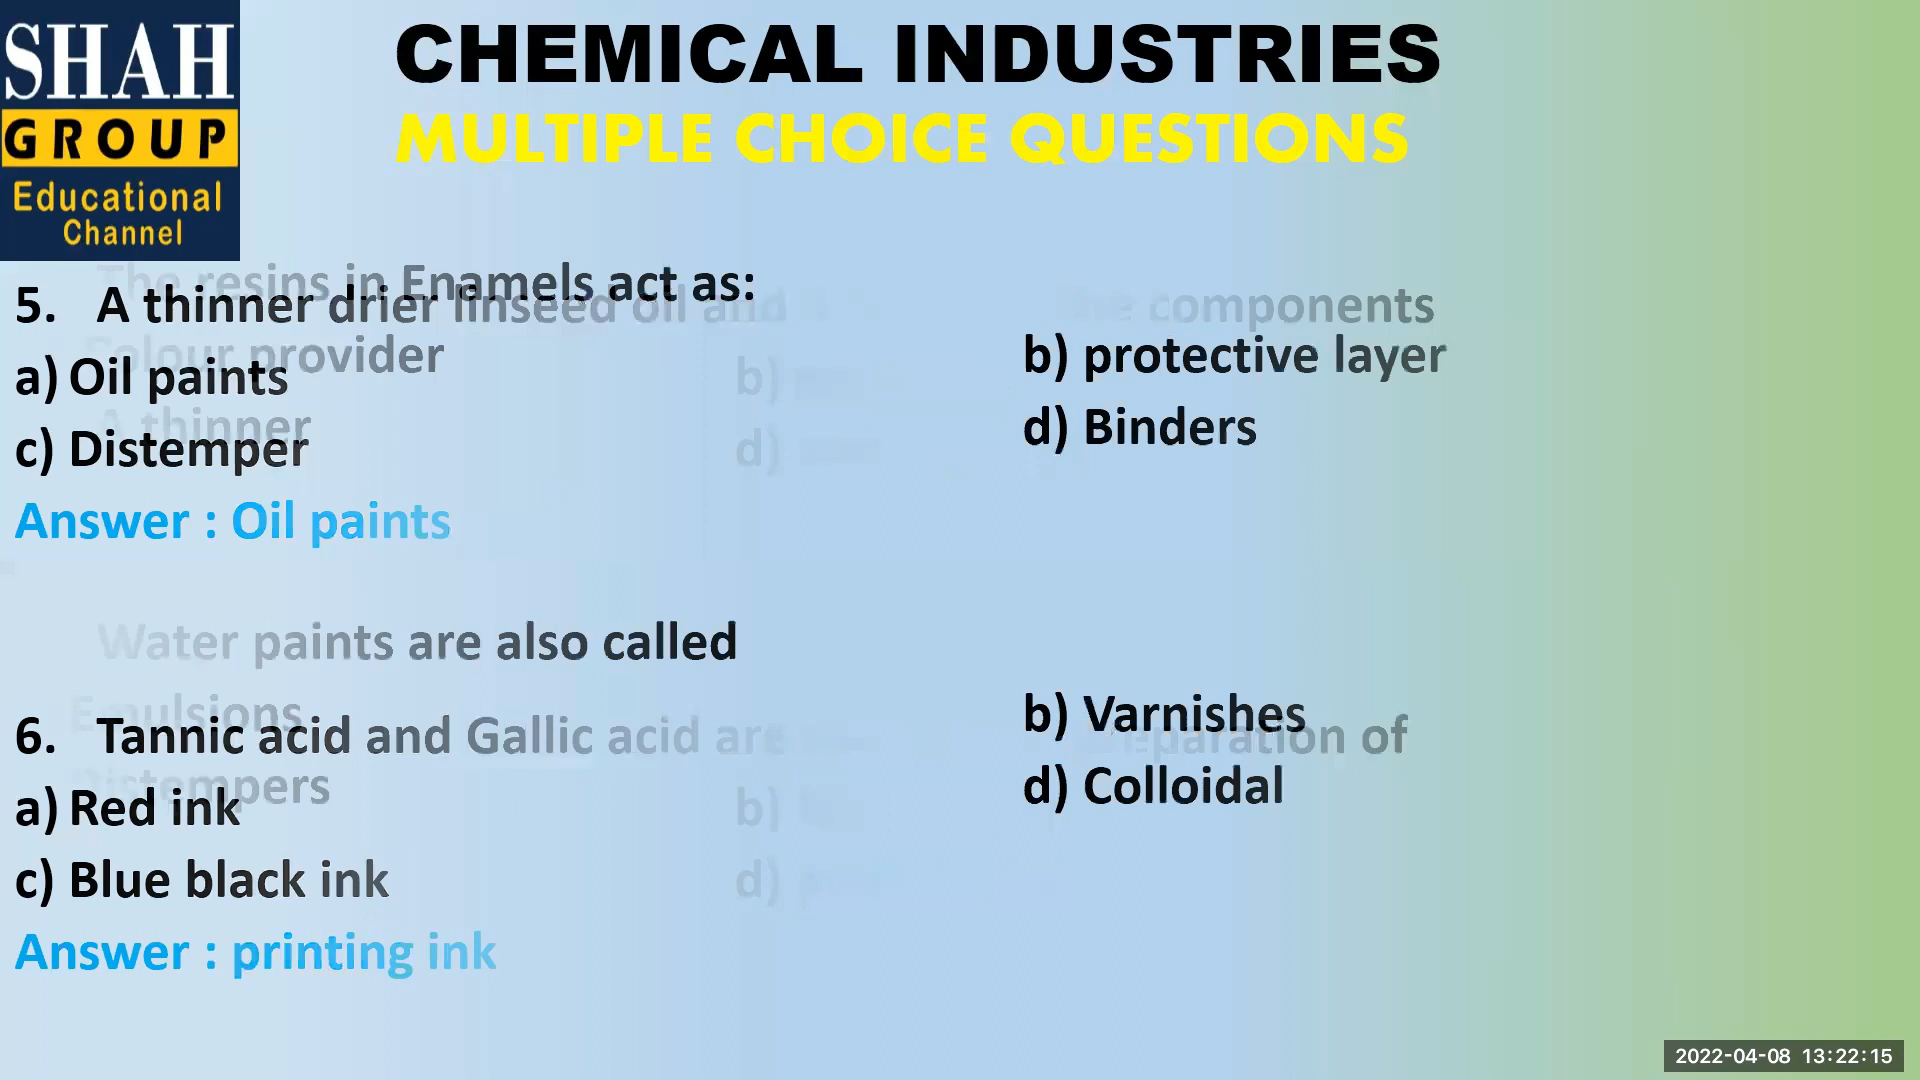 SHAH
GROUP
Educational
Channel
CHEMICAL INDUSTRIES
MULTIPLE CHOICE QUESTIONS
The resins in Enamels act as:
5. A thinner drier linseed oil and the components
Colour provider b) protective layer
a) Oil paints b)
A thinner d) Binders
c) Distemper d)
Answer : Oil paints
Water paints are also called
Emulsions b) Varnishes
6. Tannic acid and Gallic acid are preparation of
Distempers d) Colloidal
a) Red ink b)
c) Blue black ink d)
Answer : printing ink
2022-04-08 13:22:15